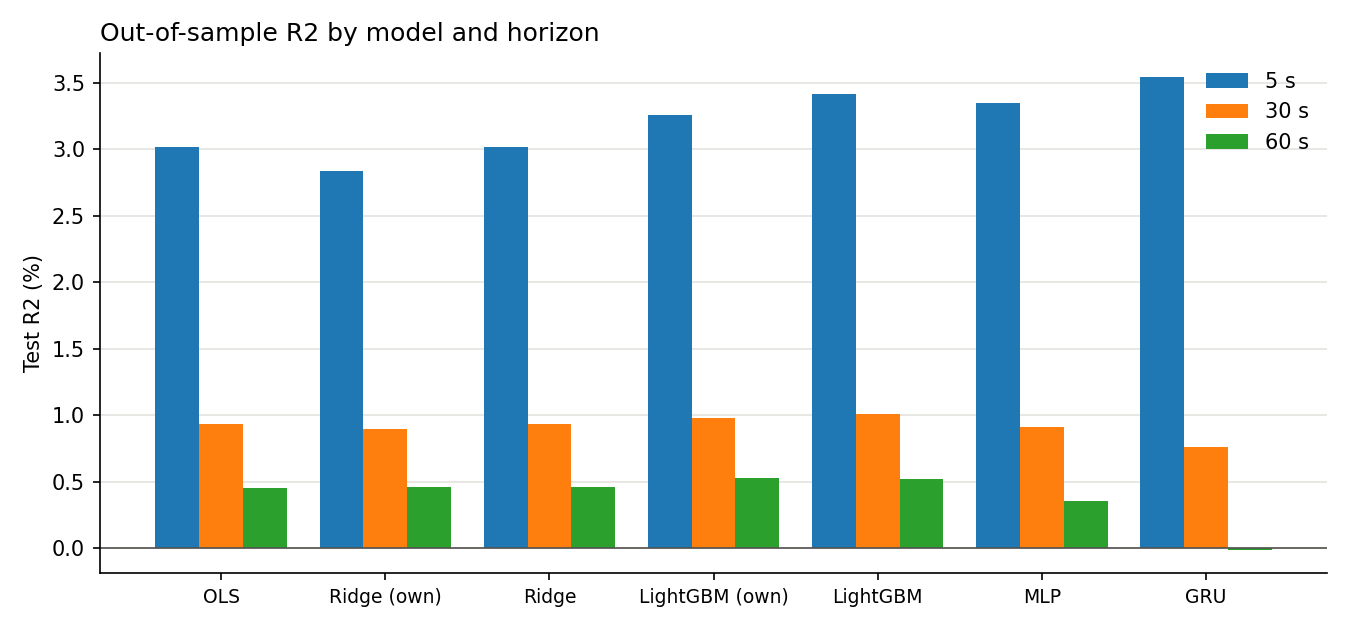 Out-of-sample R2 by model and horizon
Test R2 (%)
3.5
3.0
2.5
2.0
1.5
1.0
0.5
0.0
5 s
30 s
60 s
OLS
Ridge (own)
Ridge
LightGBM (own)
LightGBM
MLP
GRU